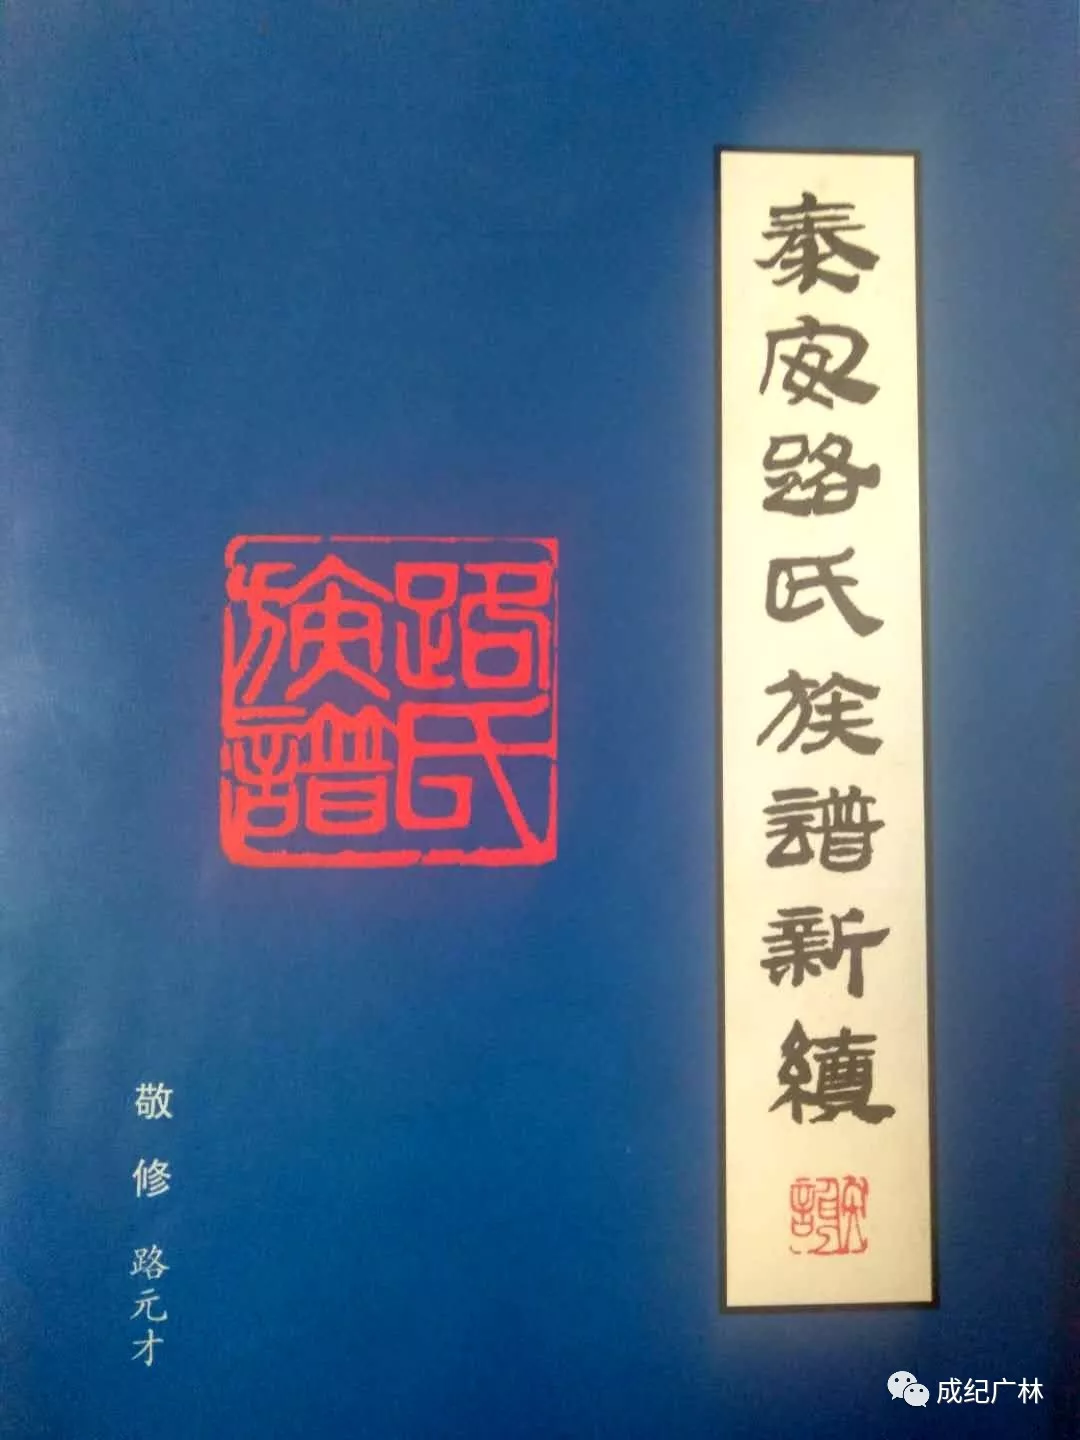 秦安路氏族譜新續
路氏
族譜
敬修 路元才
成纪广林